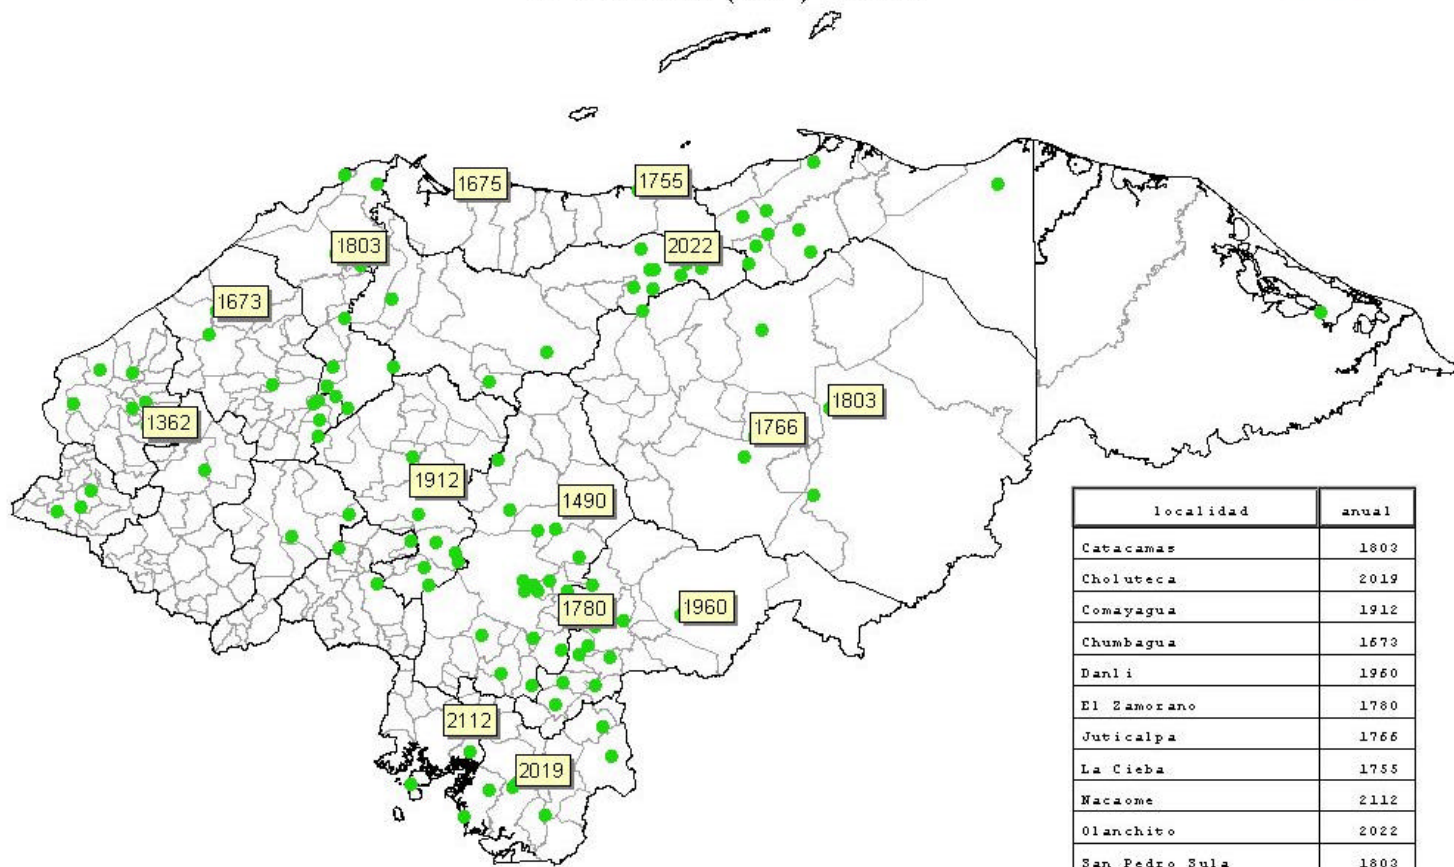 1675
1755
1803
2022
1673
1803
1362
1766
1912
1490
1780
1960
2112
2019
localidad anual
Catacamas 1803
Choluteca 2019
Comayagua 1912
Chumbagua 1673
Danli 1960
El Zamorano 1780
Juticalpa 1766
La Cieba 1755
Nacaome 2112
Olanchito 2022
San Pedro Sula 1803